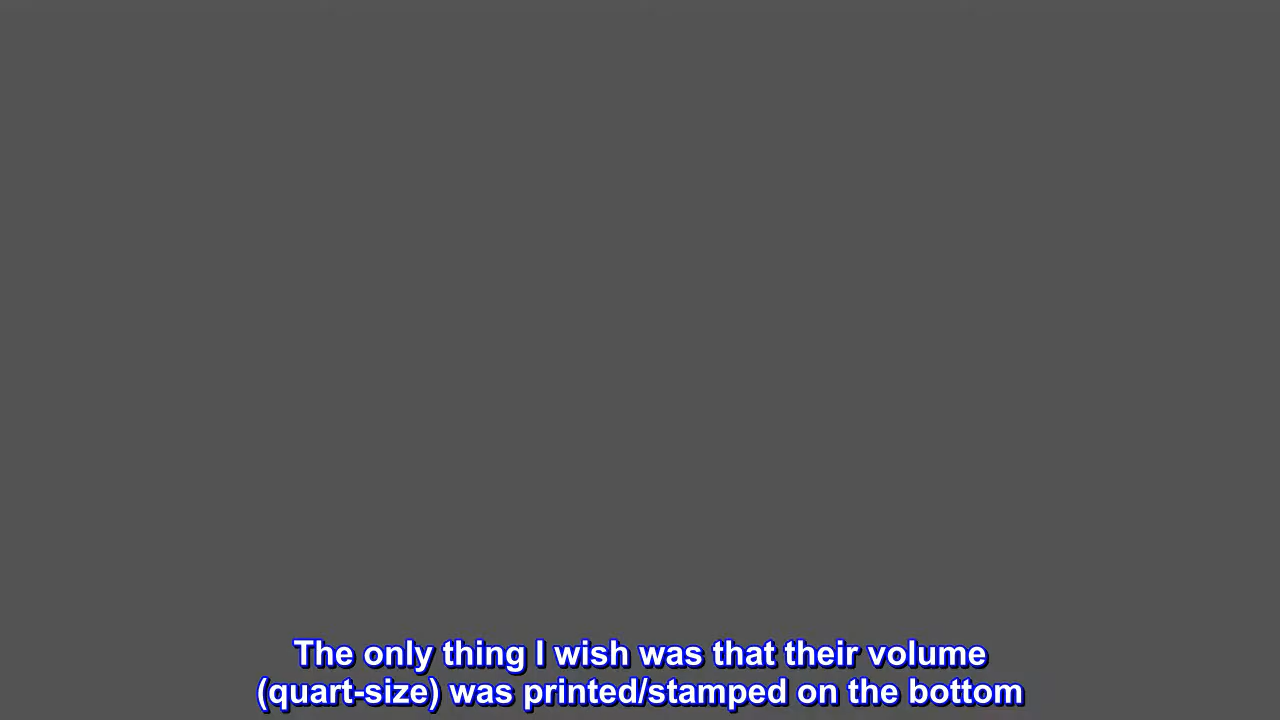 The only thing I wish was that their volume
(quart-size) was printed/stamped on the bottom